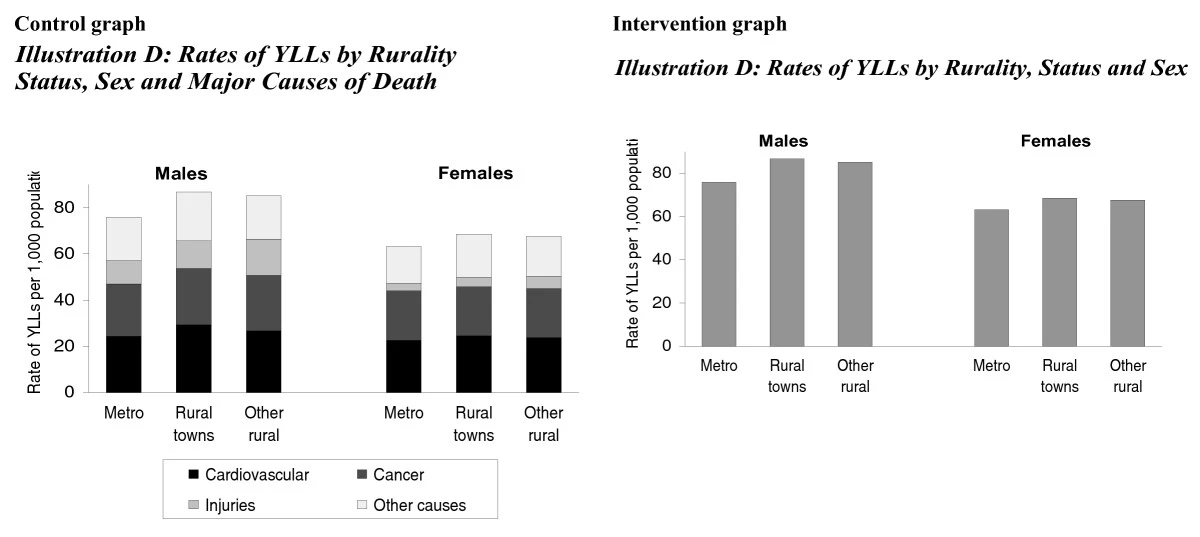 Control graph
Illustration D: Rates of YLLs by Rurality
Status, Sex and Major Causes of Death
Males
Females
Rate of YLLs per 1,000 populati
80
60
40
20
0
Metro
Rural
towns
Other
rural
Metro
Rural
towns
Other
rural
Cardiovascular
Cancer
Injuries
Other causes
Intervention graph
Illustration D: Rates of YLLs by Rurality, Status and Sex
Males
Females
Rate of YLLs per 1,000 populati
80
60
40
20
0
Metro
Rural
towns
Other
rural
Metro
Rural
towns
Other
rural